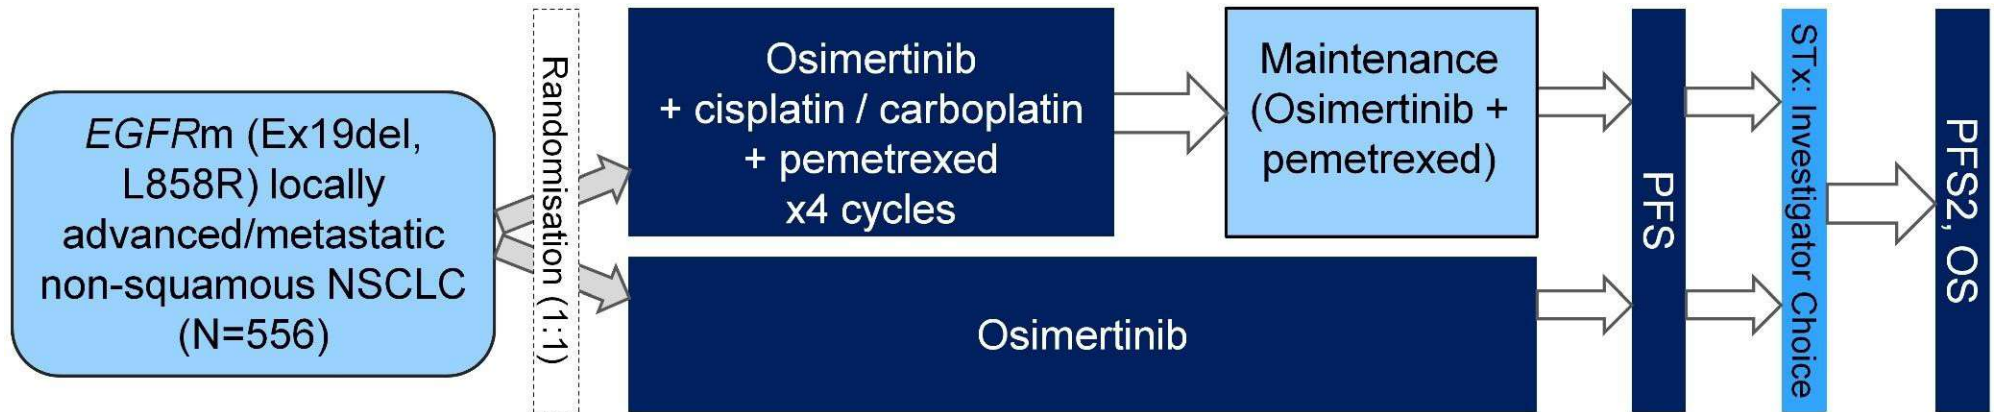 EGFRm (Ex19del,
L858R) locally
advanced/metastatic
non-squamous NSCLC
(N=556)
Randomisation (1:1)
Osimertinib
+ cisplatin / carboplatin
+ pemetrexed
x4 cycles
Maintenance
(Osimertinib +
pemetrexed)
Osimertinib
PFS
STx: Investigator Choice
PFS2, OS